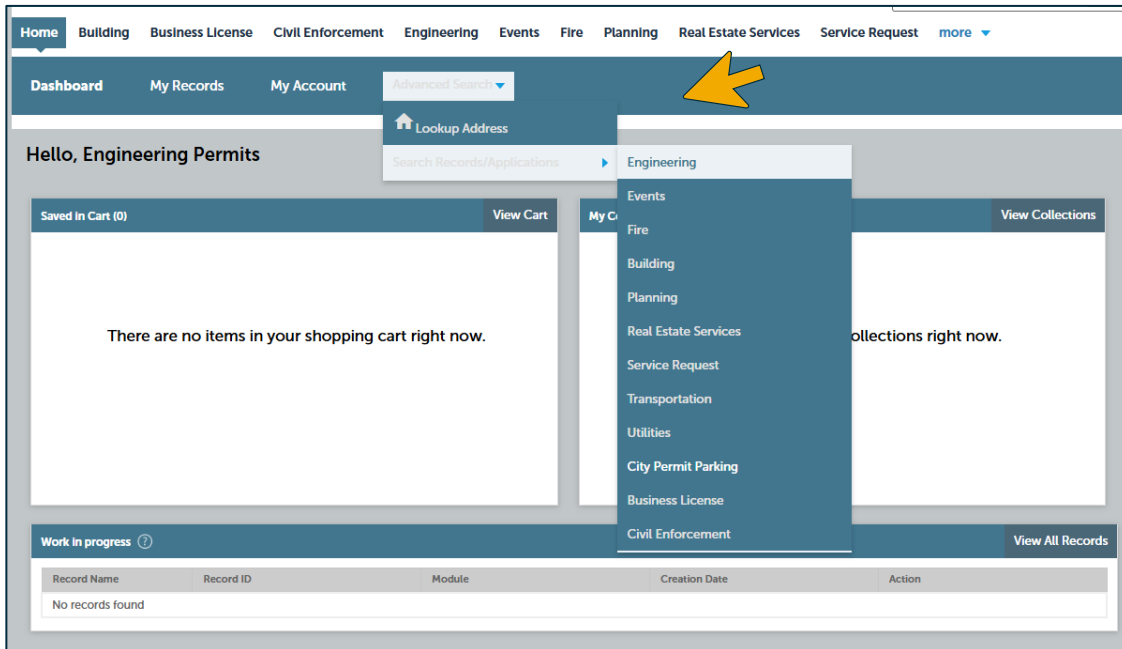 Home Building Business License Civil Enforcement Engineering Events Fire Planning Real Estate Services Service Request more
Dashboard My Records My Account Advanced Search
Lookup Address
Search Records/Applications
Engineering
Events
Fire
Building
Planning
Real Estate Services
Service Request
Transportation
Utilities
City Permit Parking
Business License
Civil Enforcement
Hello, Engineering Permits
Saved in Cart (0) View Cart
There are no items in your shopping cart right now.
My View Collections
ollections right now.
Work in progress ? View All Records
Record Name Record ID Module Creation Date Action
No records found